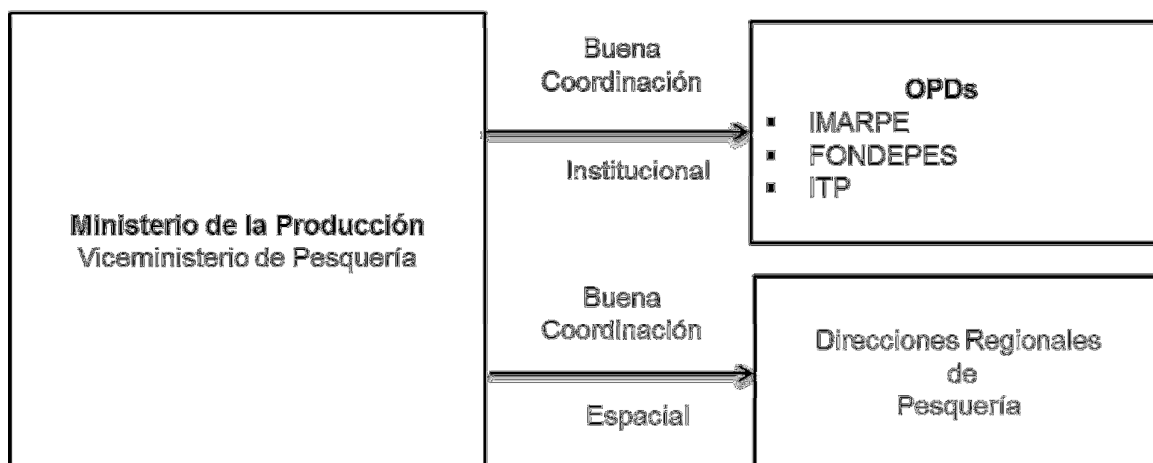 Ministerio de la Producción
Viceministerio de Pesquería
Buena
Coordinación
Institucional
OPDs
▪ IMARPE
▪ FONDEPES
▪ ITP
Buena
Coordinación
Espacial
Direcciones Regionales
de
Pesquería